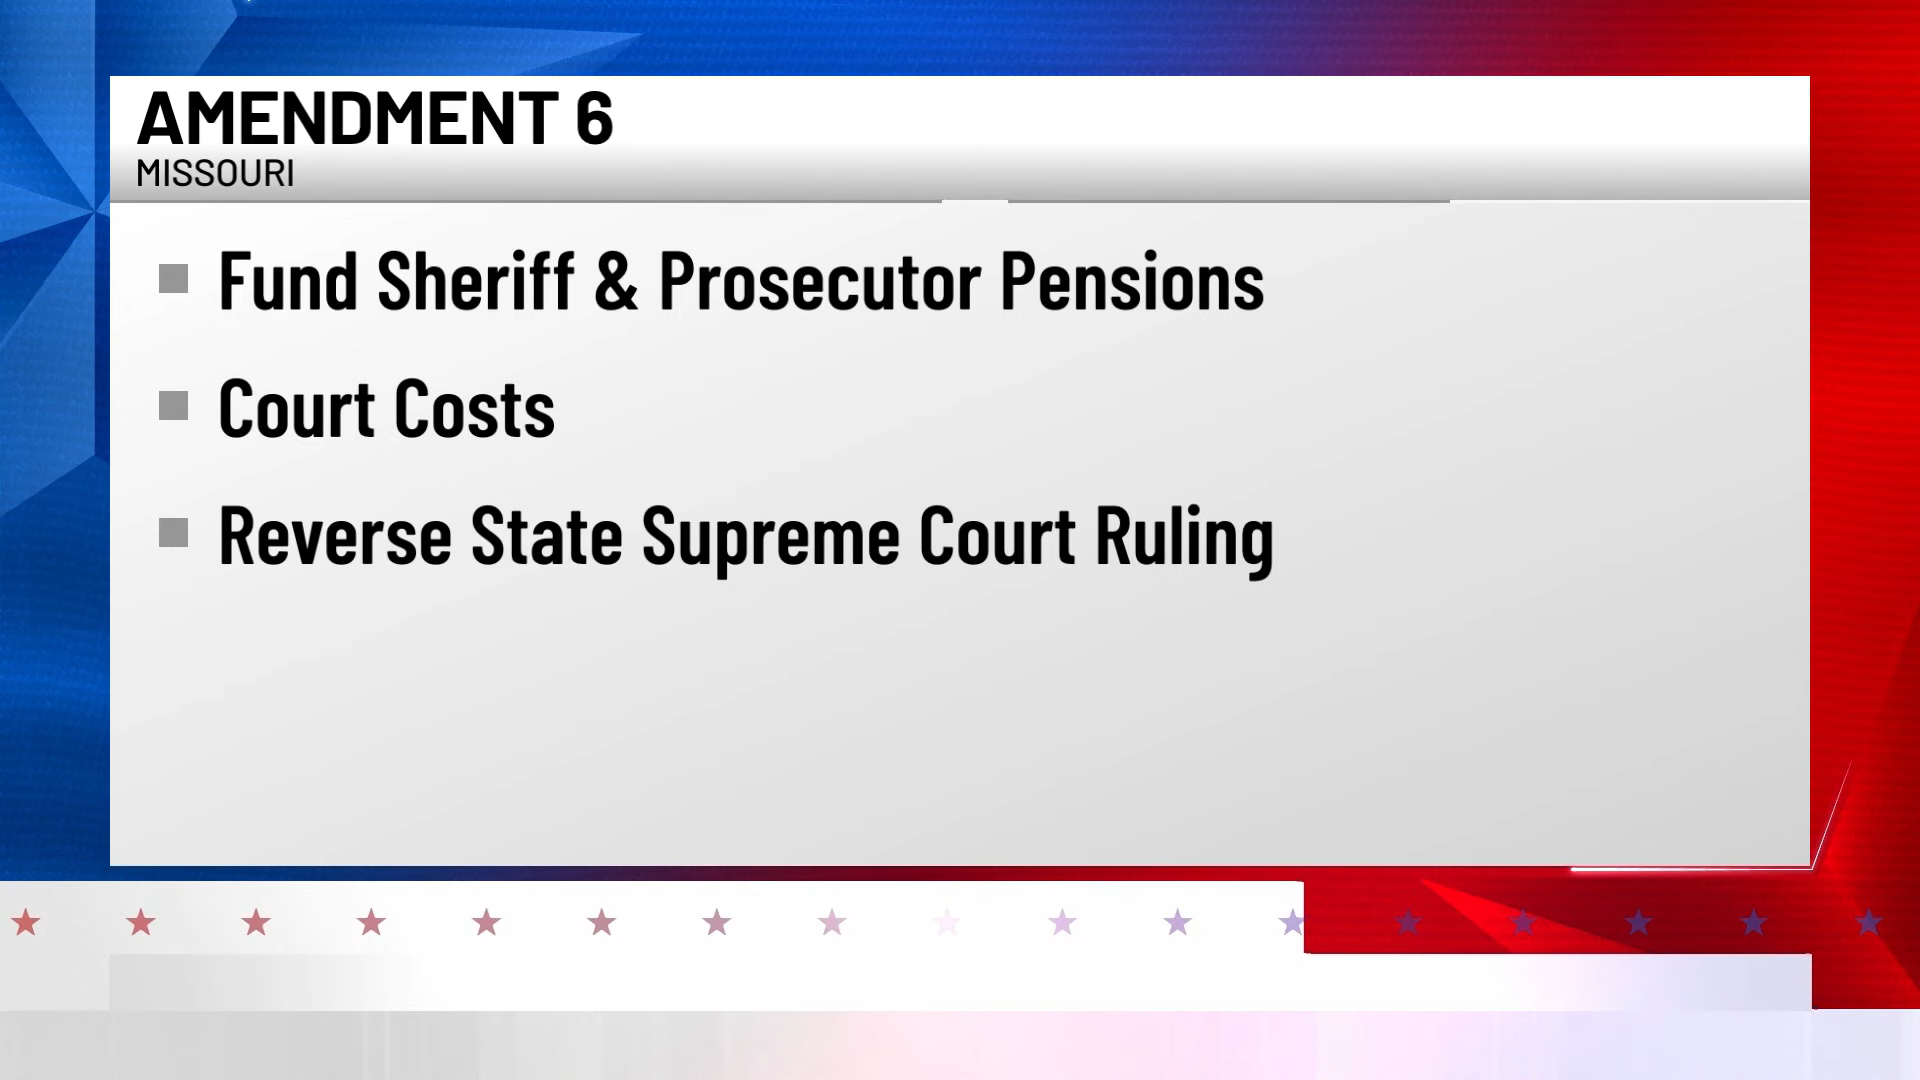 AMENDMENT 6
MISSOURI
Fund Sheriff & Prosecutor Pensions
Court Costs
Reverse State Supreme Court Ruling